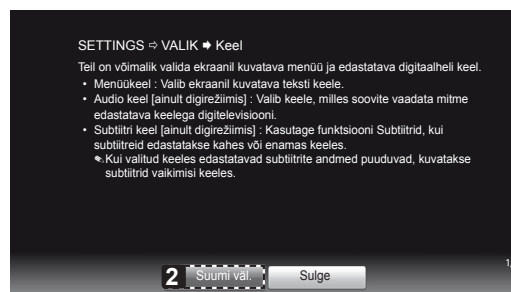 SETTINGS ⇨ VALIK ➧ Keel
Teil on võimalik valida ekraanil kuvatava menüü ja edastatava digitaalheli keel.
• Menüükeel : Valib ekraanil kuvatava teksti keele.
• Audio keel [ainult digirežiimis] : Valib keele, milles soovite vaadata mitme
edastatava keelega digitelevisiooni.
• Subtiitri keel [ainult digirežiimis] : Kasutage funktsiooni Subtiitrid, kui
subtiitreid edastatakse kahes või enamas keeles.
Kui valitud keeles edastatavad subtiitrite andmed puuduvad, kuvatakse
subtiitrid vaikimisi keeles.
2 Suumi väl. Sulge